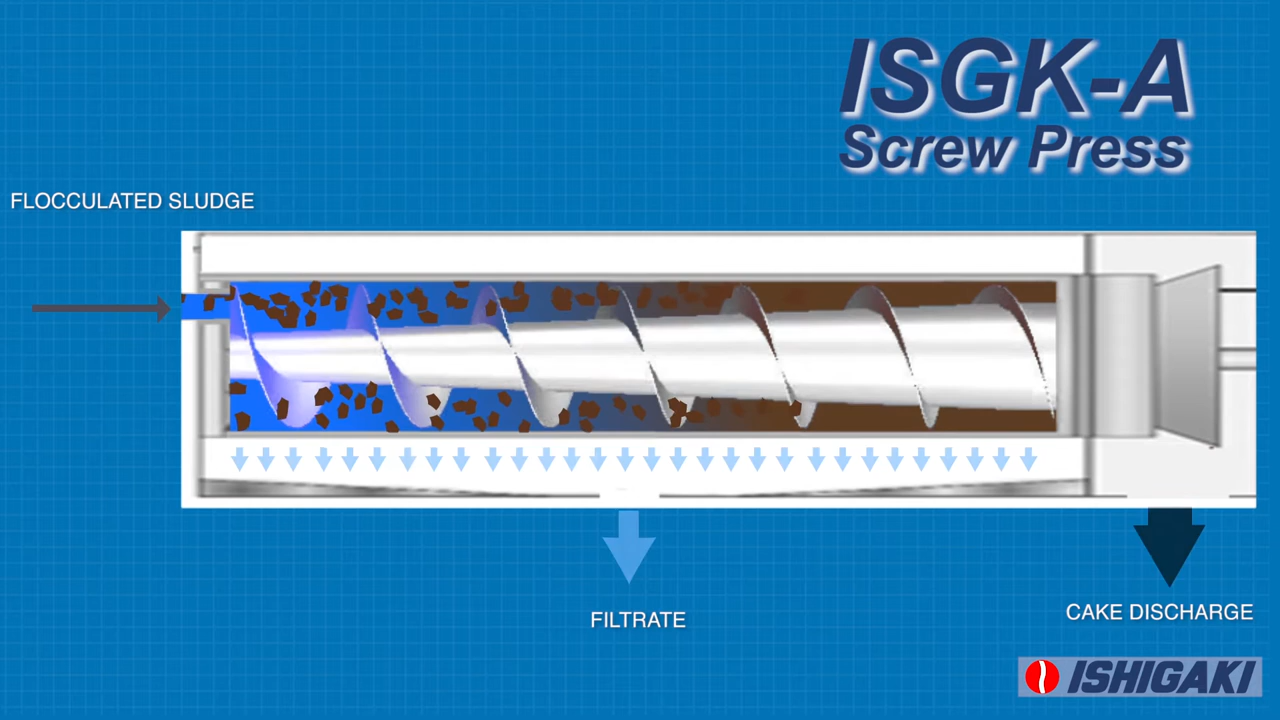 ISGK-A
Screw Press
FLOCCULATED SLUDGE
FILTRATE
CAKE DISCHARGE
ISHIGAKI